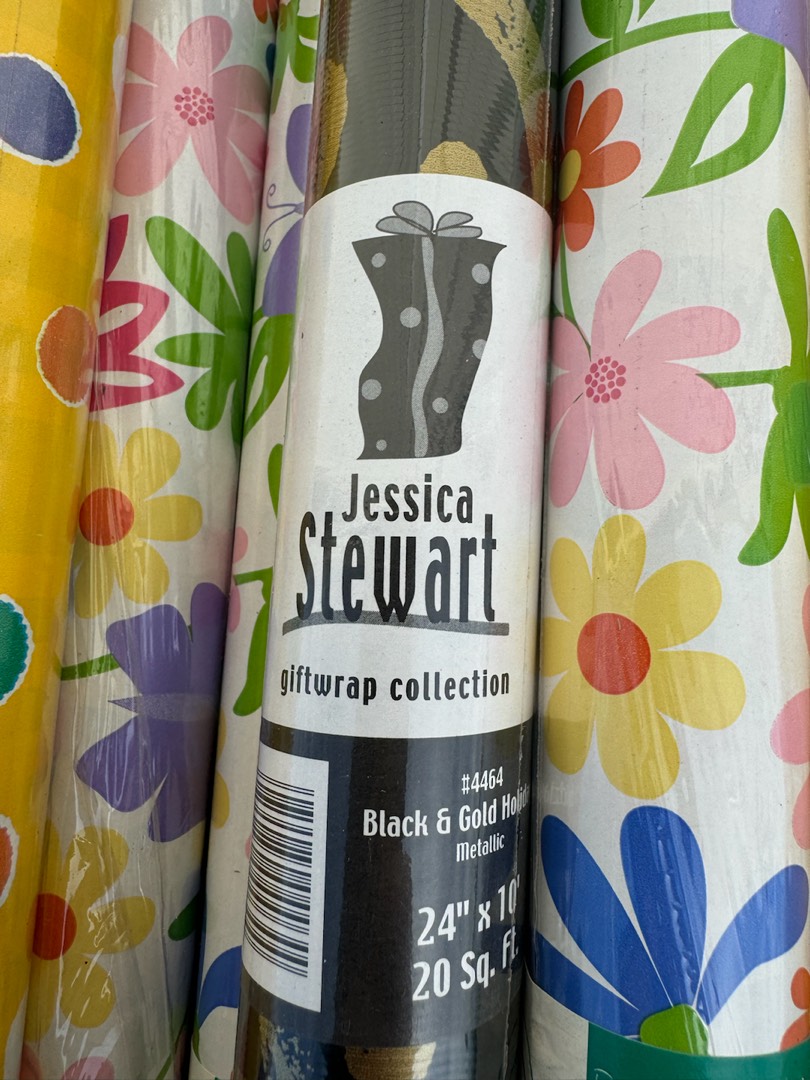 Jessica
Stewart
giftwrap collection
#4464
Black & Gold
Metallic
24" x 10'
20 Sq. Ft.